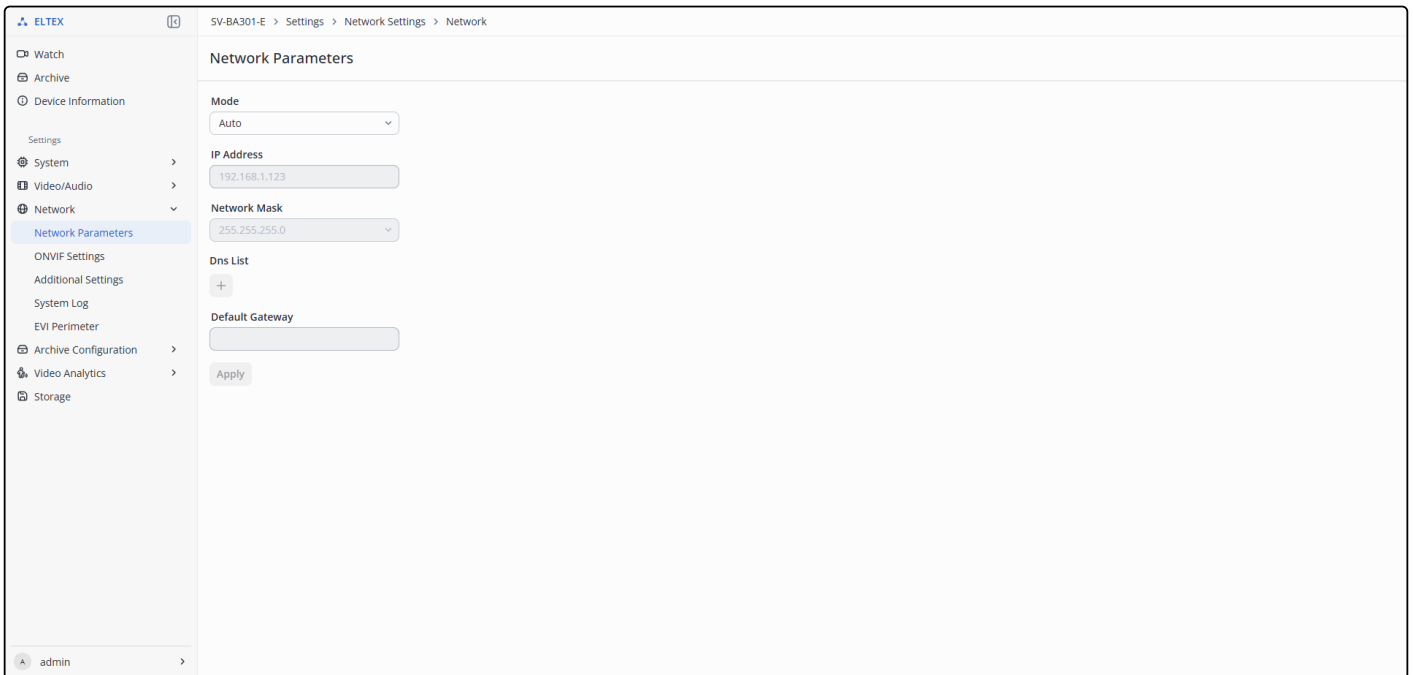 ELTEX
SV-BA301-E > Settings > Network Settings > Network
Watch
Archive
Device Information
Settings
System
Video/Audio
Network
Network Parameters
ONVIF Settings
Additional Settings
System Log
EVI Perimeter
Archive Configuration
Video Analytics
Storage
A admin
Network Parameters
Mode
Auto
IP Address
192.168.1.123
Network Mask
255.255.255.0
Dns List
+
Default Gateway
Apply